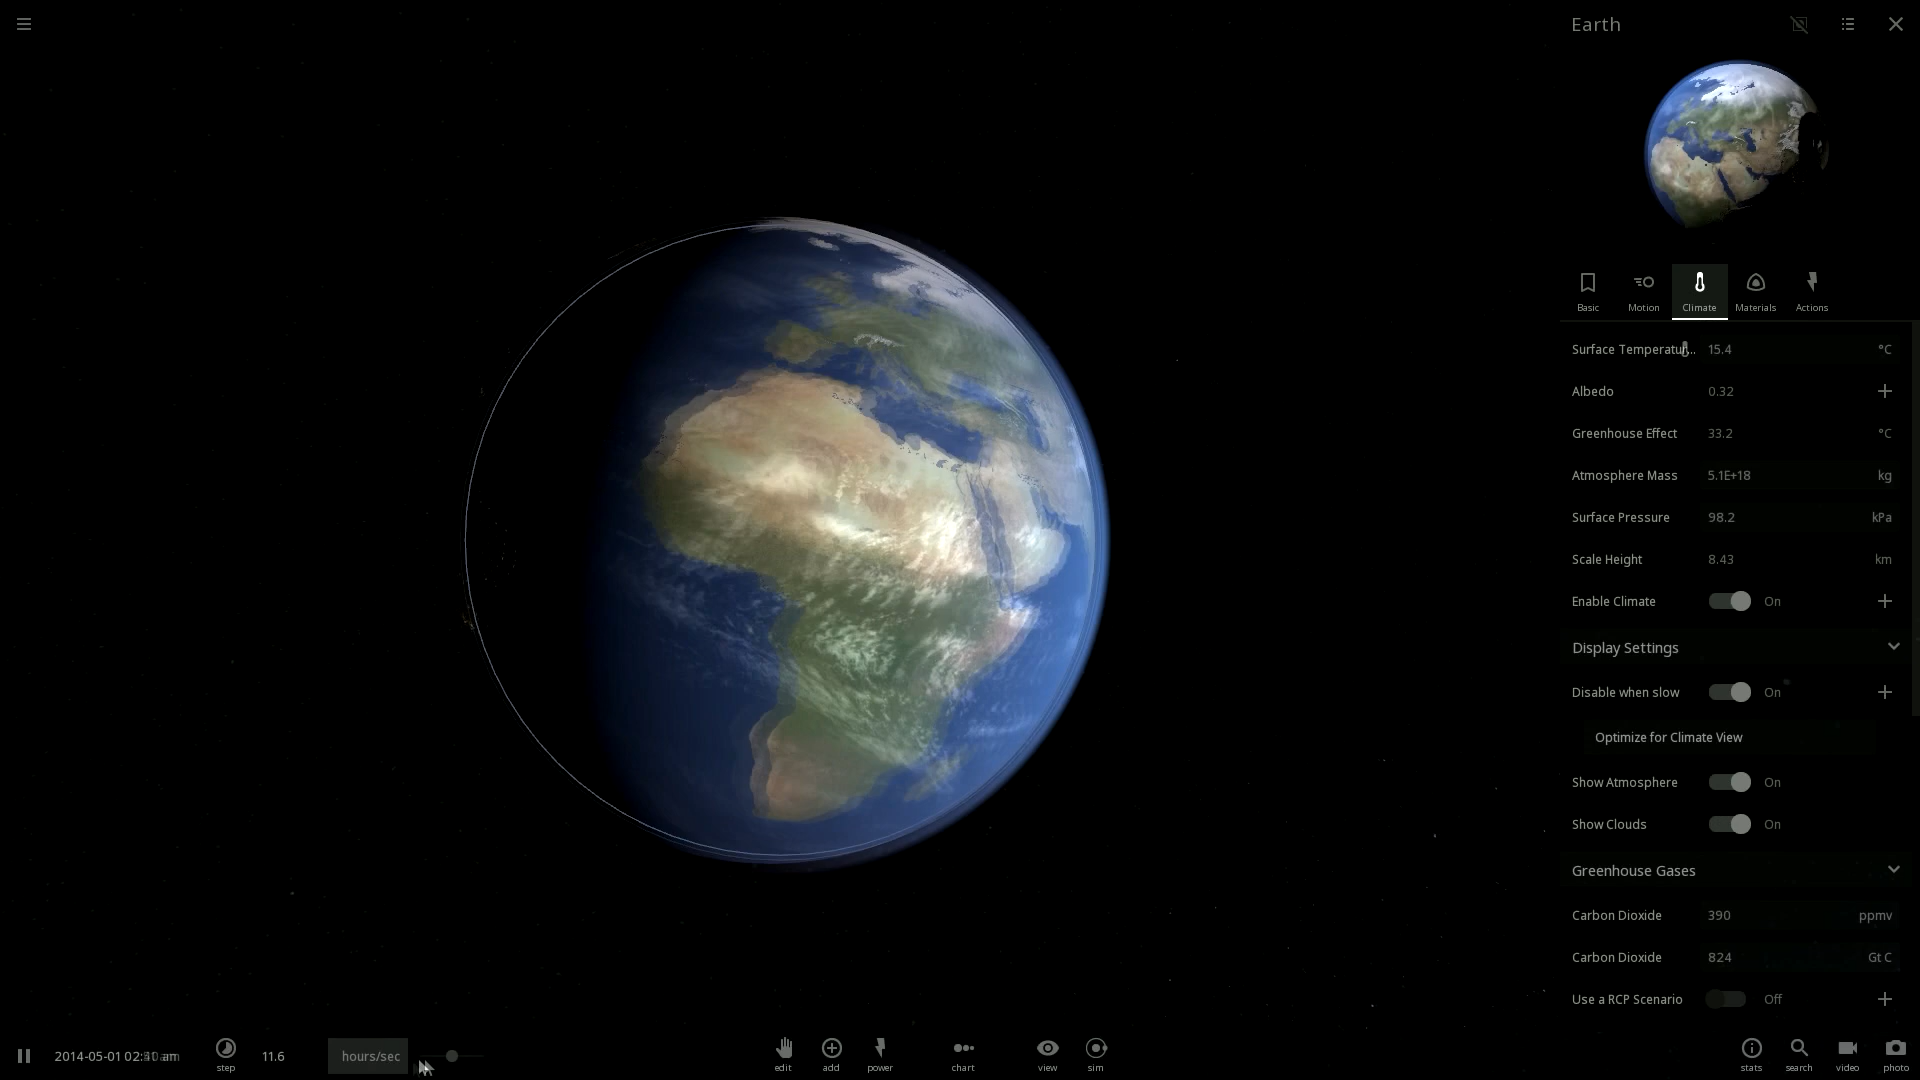 Earth
Basic Motion Climate Materials Actions
15.4 °C
Albedo 0.32
Greenhouse Effect 33.2 °C
Atmosphere Mass 5.1E+18 kg
Surface Pressure 98.2 kPa
Scale Height 8.43 km
Enable Climate On
Display Settings
Disable when slow On
Optimize for Climate View
Show Atmosphere On
Show Clouds On
Greenhouse Gases
Carbon Dioxide 390 ppmv
Carbon Dioxide 824 Gt C
Use a RCP Scenario Off
2014-05-01 step 11.6 hours/sec edit add power chart view sim stats search video photo